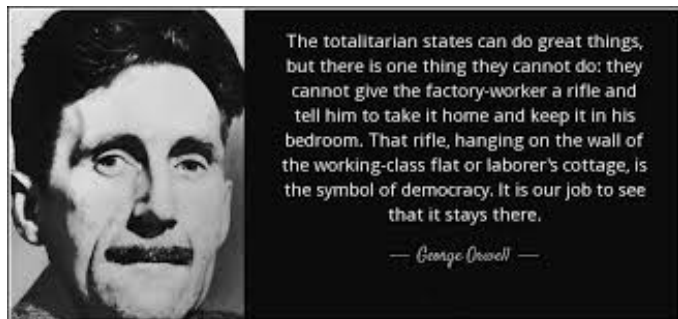 The totalitarian states can do great things,
but there is one thing they cannot do: they
cannot give the factory-worker a rifle and
tell him to take it home and keep it in his
bedroom. That rifle, hanging on the wall of
the working-class flat or laborer's cottage, is
the symbol of democracy. It is our job to see
that it stays there.
— George Orwell —